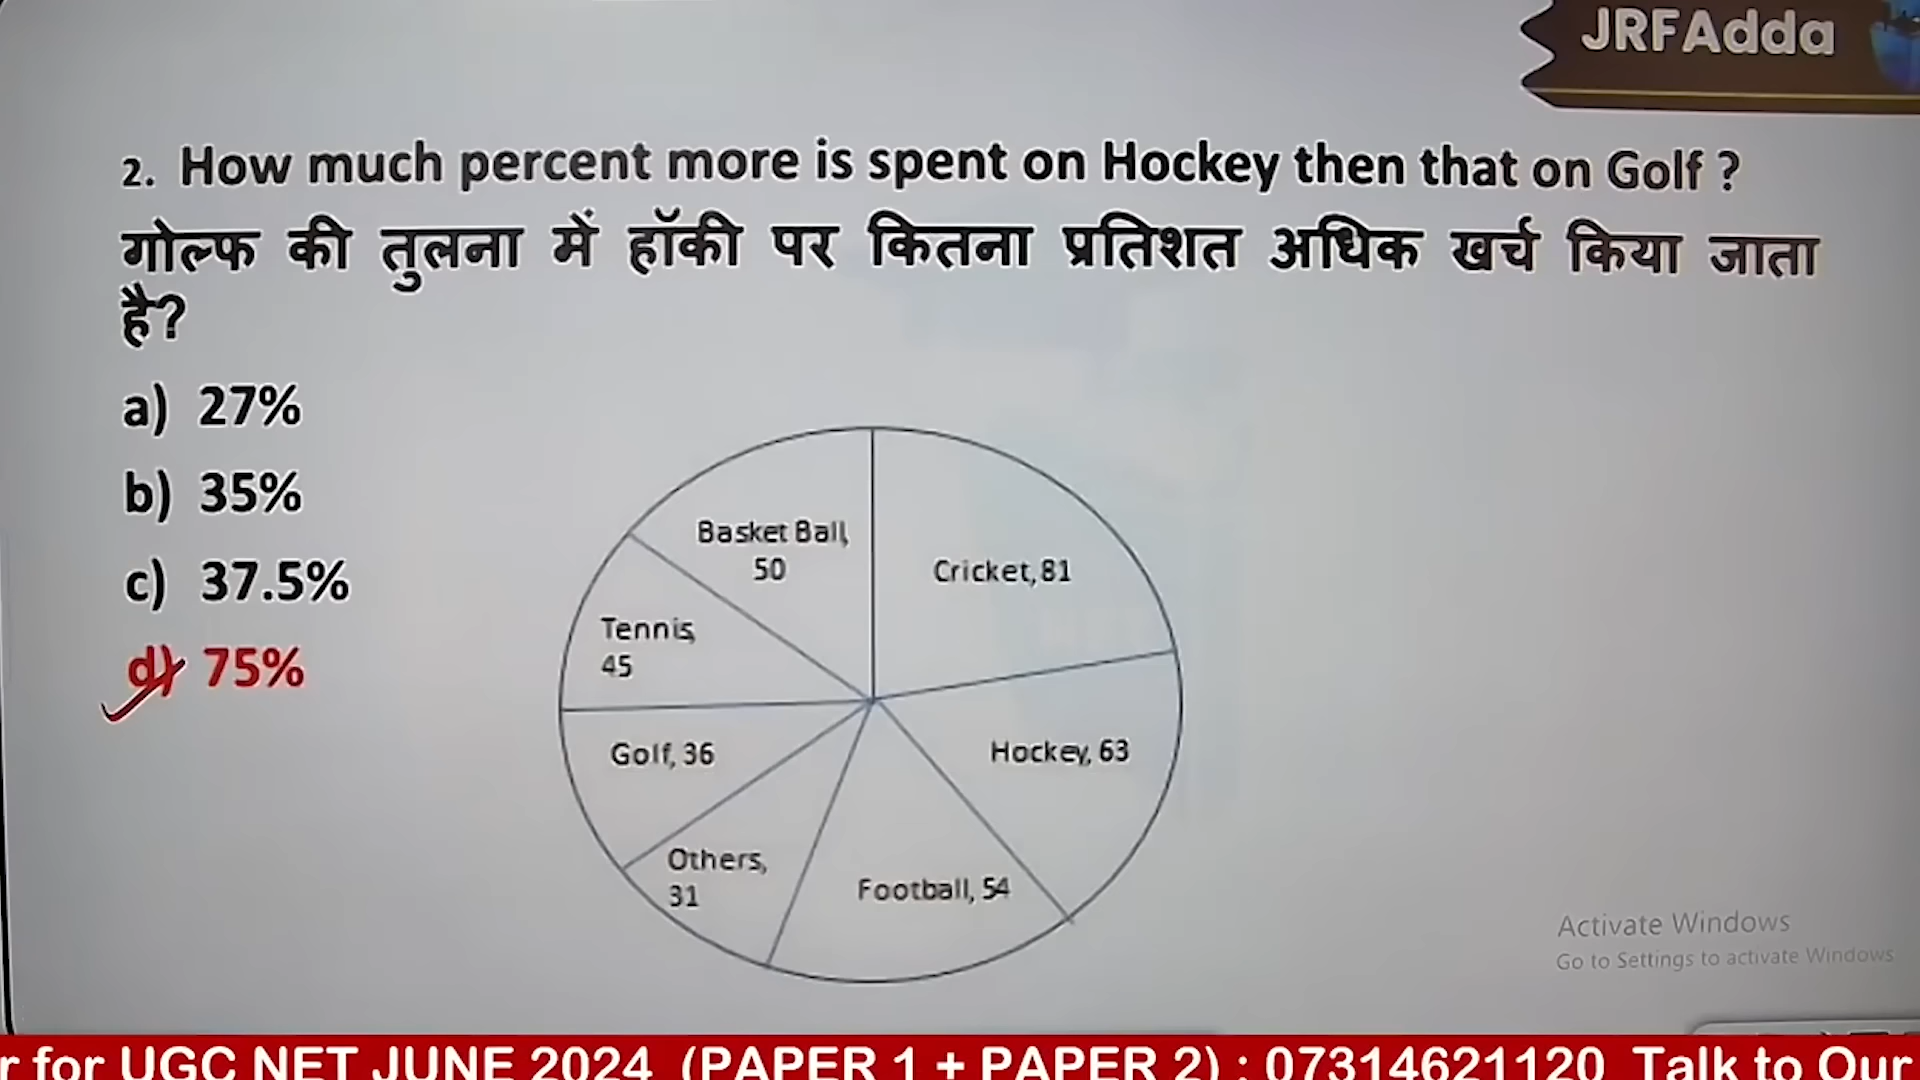 JRFAdda
2. How much percent more is spent on Hockey then that on Golf ?
गोल्फ की तुलना में हॉकी पर कितना प्रतिशत अधिक खर्च किया जाता
है?
a) 27%
b) 35%
c) 37.5%
d) 75%
Basket Ball,
50
Cricket, 81
Tennis,
45
Golf, 36
Hockey, 63
Others,
31
Football, 54
Activate Windows
Go to Settings to activate Windows
r for UGC NET JUNE 2024 (PAPER 1 + PAPER 2) : 07314621120 Talk to Our